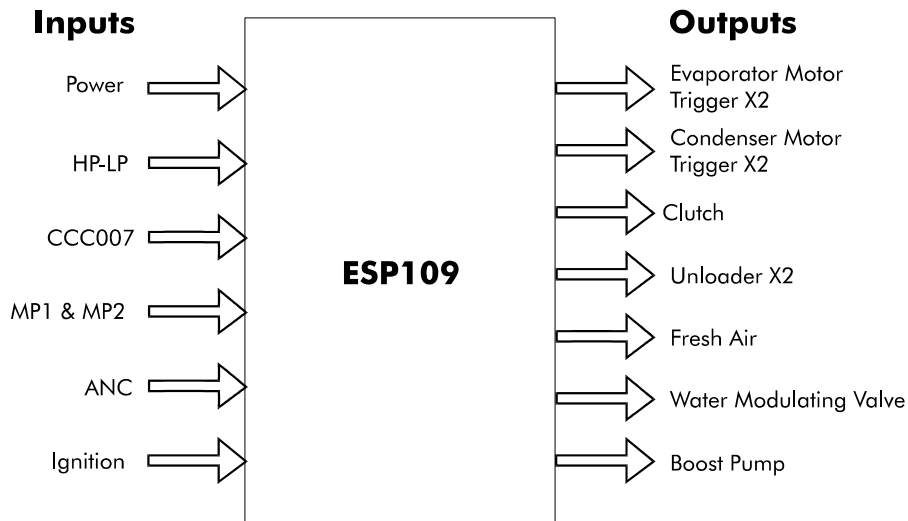 Inputs
Power
HP-LP
CCC007
MP1 & MP2
ANC
Ignition
ESP109
Outputs
Evaporator Motor
Trigger X2
Condenser Motor
Trigger X2
Clutch
Unloader X2
Fresh Air
Water Modulating Valve
Boost Pump